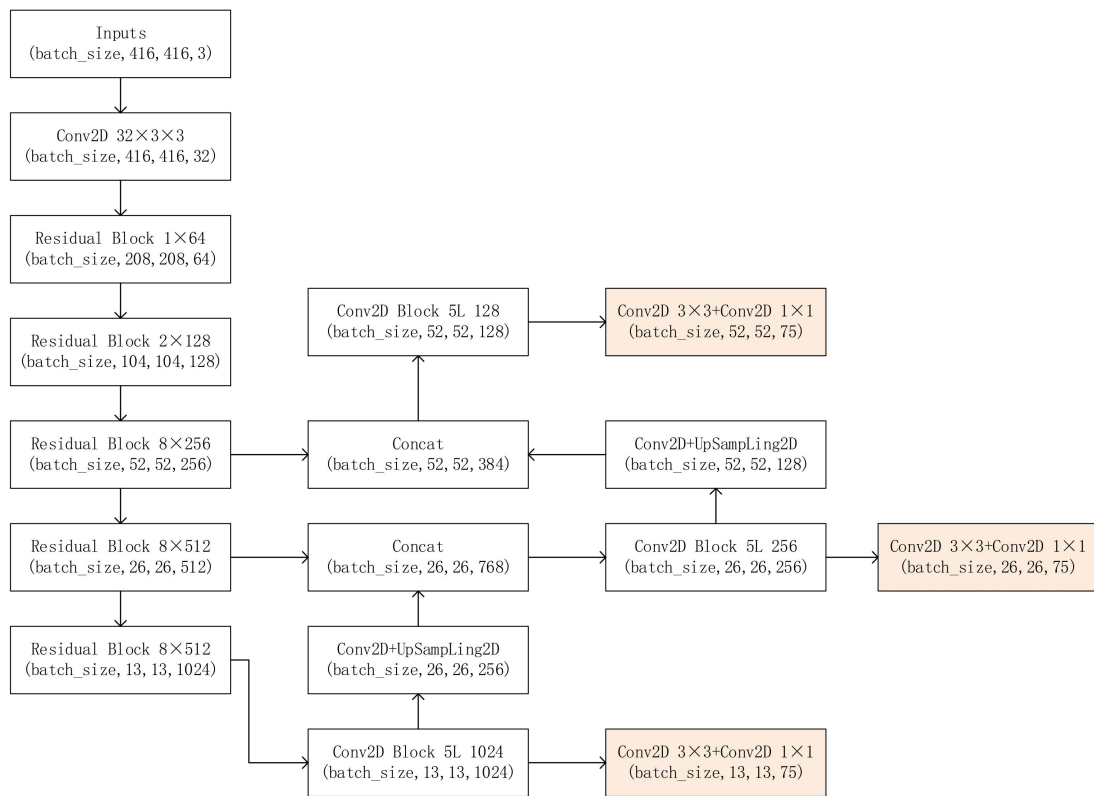 Inputs
(batch_size,416,416,3)
Conv2D 32×3×3
(batch_size,416,416,32)
Residual Block 1×64
(batch_size,208,208,64)
Residual Block 2×128
(batch_size,104,104,128)
Residual Block 8×256
(batch_size,52,52,256)
Residual Block 8×512
(batch_size,26,26,512)
Residual Block 8×512
(batch_size,13,13,1024)
Conv2D Block 5L 128
(batch_size,52,52,128)
Concat
(batch_size,52,52,384)
Concat
(batch_size,26,26,768)
Conv2D+UpSampLing2D
(batch_size,26,26,256)
Conv2D Block 5L 1024
(batch_size,13,13,1024)
Conv2D 3×3+Conv2D 1×1
(batch_size,52,52,75)
Conv2D+UpSampLing2D
(batch_size,52,52,128)
Conv2D Block 5L 256
(batch_size,26,26,256)
Conv2D 3×3+Conv2D 1×1
(batch_size,13,13,75)
Conv2D 3×3+Conv2D 1×1
(batch_size,26,26,75)